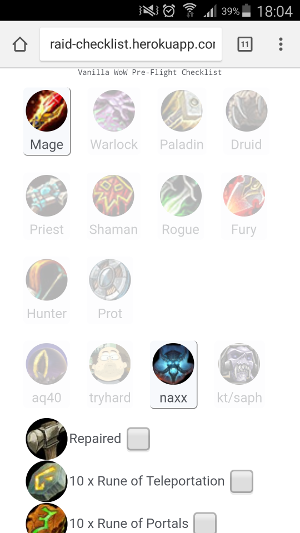 39% 18:04
raid-checklist.herokuapp.com 11
Vanilla WoW Pre-Flight Checklist
Mage Warlock Paladin Druid
Priest Shaman Rogue Fury
Hunter Prot
aq40 tryhard naxx kt/saph
Repaired
10 x Rune of Teleportation
10 x Rune of Portals